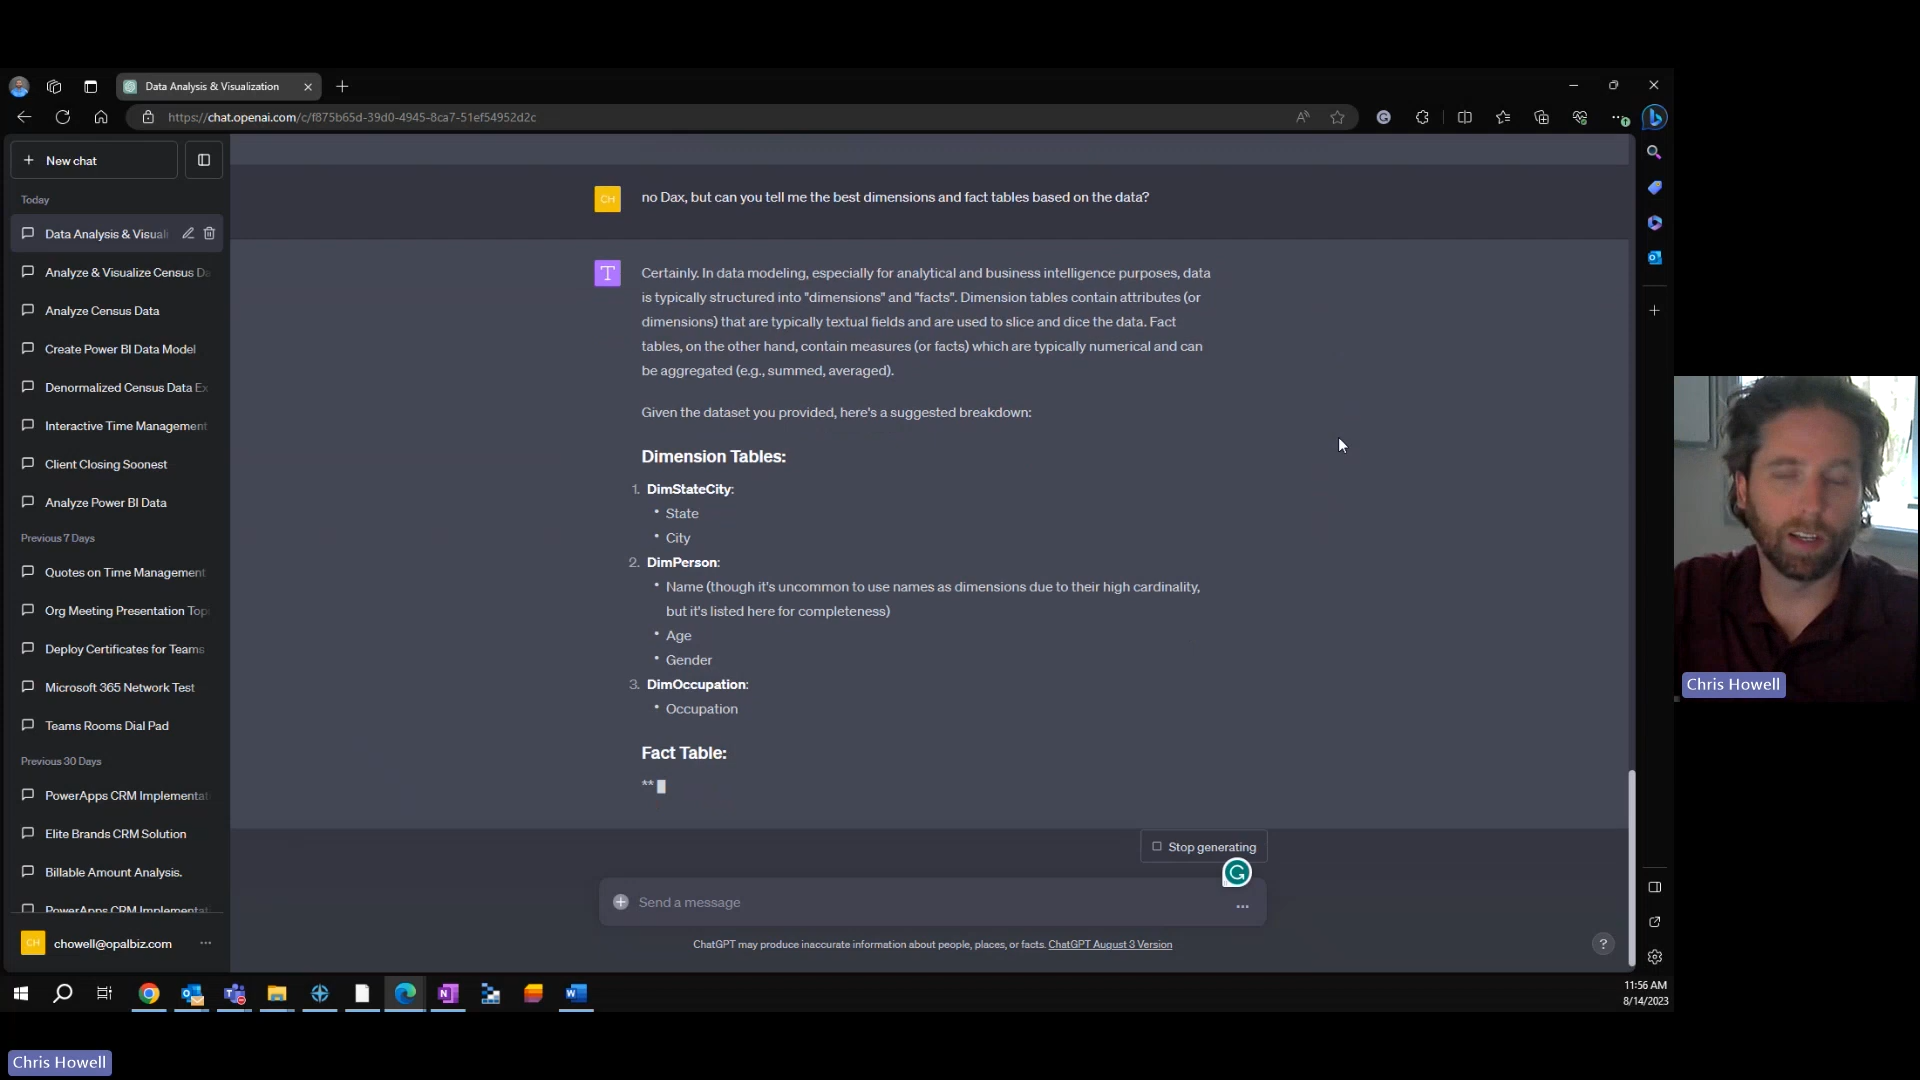 Data Analysis & Visualization
https://chat.openai.com/c/f875b65d-39d0-4945-8ca7-51ef54952d2c
New chat
Today
Data Analysis & Visuali
Analyze & Visualize Census Da
Analyze Census Data
Create Power BI Data Model
Denormalized Census Data Ex
Interactive Time Management
Client Closing Soonest
Analyze Power BI Data
Previous 7 Days
Quotes on Time Management
Org Meeting Presentation Top
Deploy Certificates for Teams
Microsoft 365 Network Test
Teams Rooms Dial Pad
Previous 30 Days
PowerApps CRM Implementat
Elite Brands CRM Solution
Billable Amount Analysis.
PowerApps CRM Implementat
CH
chowell@opalbiz.com
CH
no Dax, but can you tell me the best dimensions and fact tables based on the data?
T
Certainly. In data modeling, especially for analytical and business intelligence purposes, data
is typically structured into "dimensions" and "facts". Dimension tables contain attributes (or
dimensions) that are typically textual fields and are used to slice and dice the data. Fact
tables, on the other hand, contain measures (or facts) which are typically numerical and can
be aggregated (e.g., summed, averaged).
Given the dataset you provided, here's a suggested breakdown:
Dimension Tables:
1. DimStateCity:
• State
• City
2. DimPerson:
• Name (though it's uncommon to use names as dimensions due to their high cardinality,
but it's listed here for completeness)
• Age
• Gender
3. DimOccupation:
• Occupation
Fact Table:
**
Stop generating
Send a message
ChatGPT may produce inaccurate information about people, places, or facts. ChatGPT August 3 Version
?
11:56 AM
8/14/2023
Chris Howell
Chris Howell